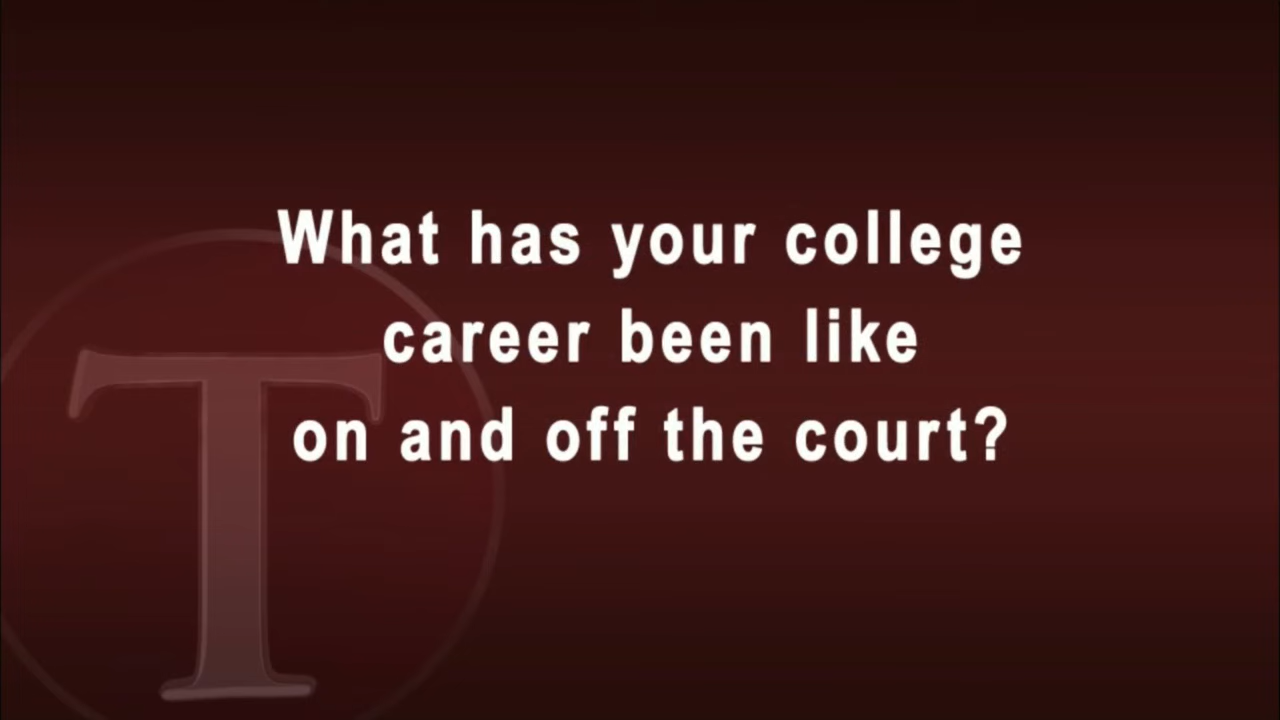 What has your college
career been like
on and off the court?
T